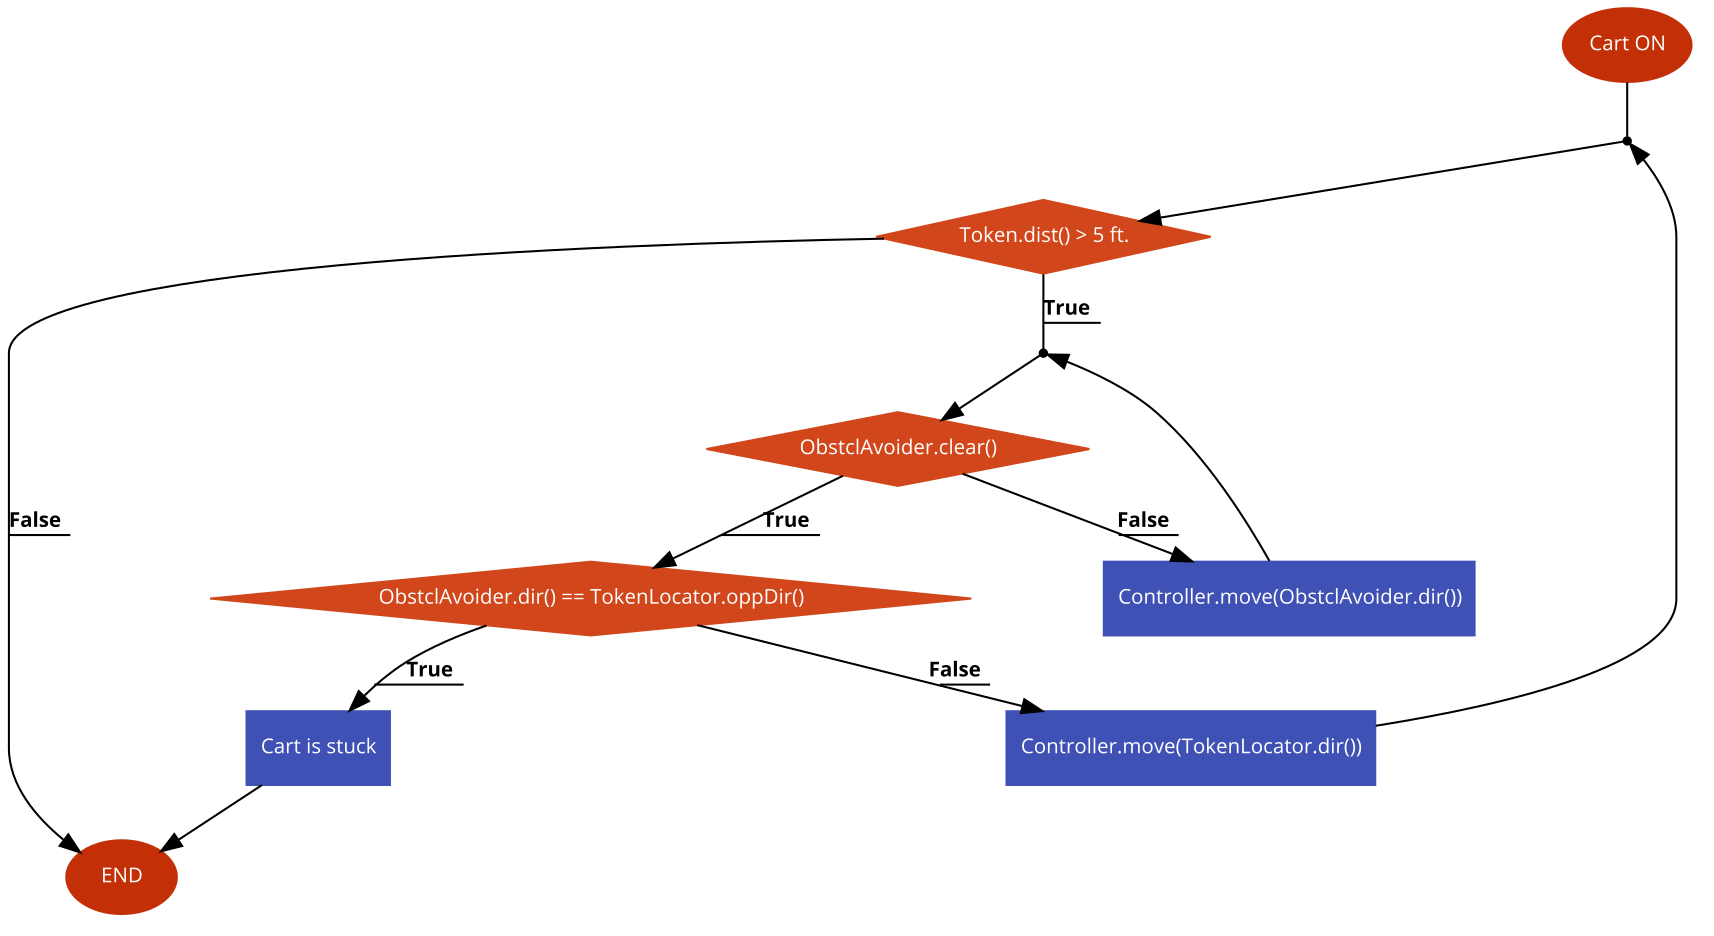 Cart ON
Token.dist() > 5 ft.
True
ObstclAvoider.clear()
False
True
False
ObstclAvoider.dir() == TokenLocator.oppDir()
Controller.move(ObstclAvoider.dir())
True
False
Cart is stuck
Controller.move(TokenLocator.dir())
END